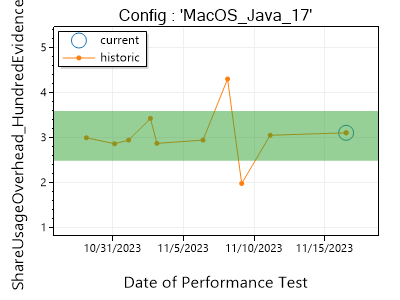 Config : 'MacOS_Java_17'
ShareUsageOverhead_HundredEvidence
current
historic
5
4
3
2
1
10/31/2023 11/5/2023 11/10/2023 11/15/2023
Date of Performance Test